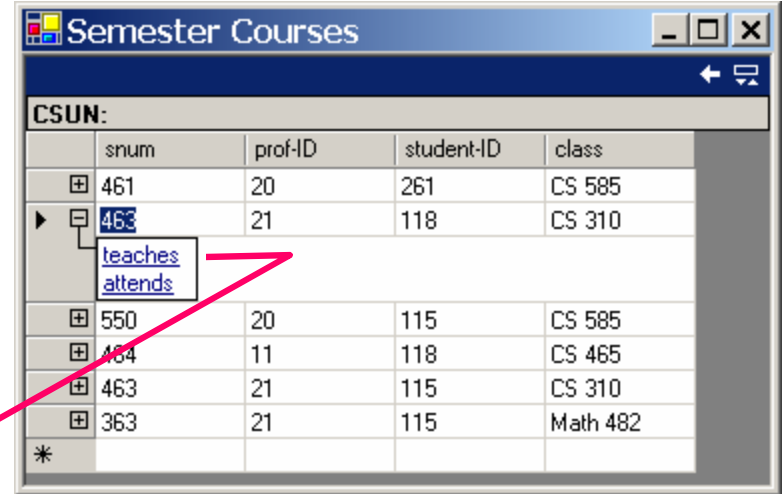 Semester Courses
CSUN:
snum prof-ID student-ID class
461 20 261 CS 585
463 21 118 CS 310
teaches
attends
550 20 115 CS 585
464 11 118 CS 465
463 21 115 CS 310
363 21 115 Math 482